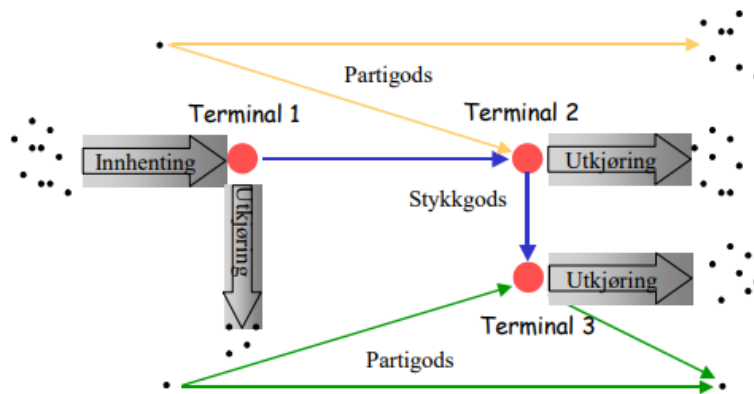 Partigods
Terminal 1
Terminal 2
Innhenting
Utkjøring
Utkjøring
Stykkgods
Utkjøring
Terminal 3
Partigods